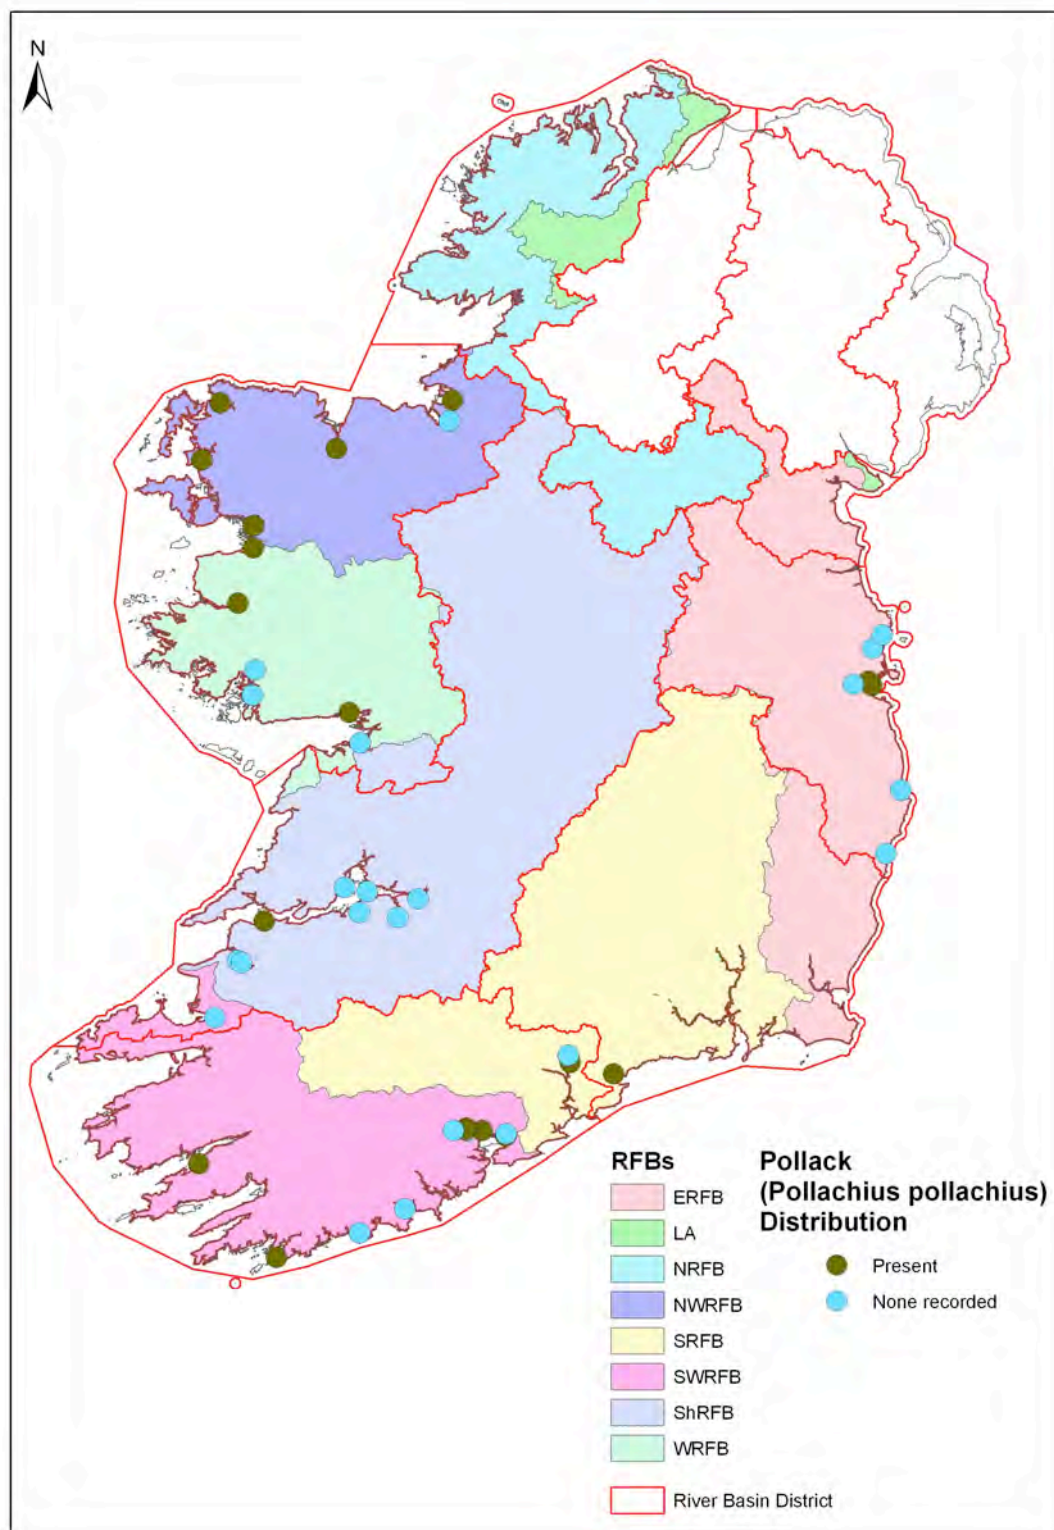 N
RFBs
ERFB
LA
NRFB
NWRFB
SRFB
SWRFB
ShRFB
WRFB
River Basin District
Pollack
(Pollachius pollachius)
Distribution
Present
None recorded